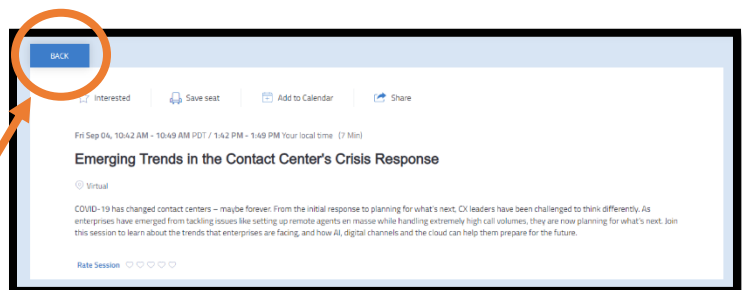 BACK
Interested Save seat Add to Calendar Share
Fri Sep 04, 10:42 AM - 10:49 AM PDT / 1:42 PM - 1:49 PM Your local time (7 Min)
Emerging Trends in the Contact Center's Crisis Response
Virtual
COVID-19 has changed contact centers – maybe forever. From the initial response to planning for what's next, CX leaders have been challenged to think differently. As
enterprises have emerged from tackling issues like setting up remote agents en masse while handling extremely high call volumes, they are now planning for what's next. Join
this session to learn about the trends that enterprises are facing, and how AI, digital channels and the cloud can help them prepare for the future.
Rate Session